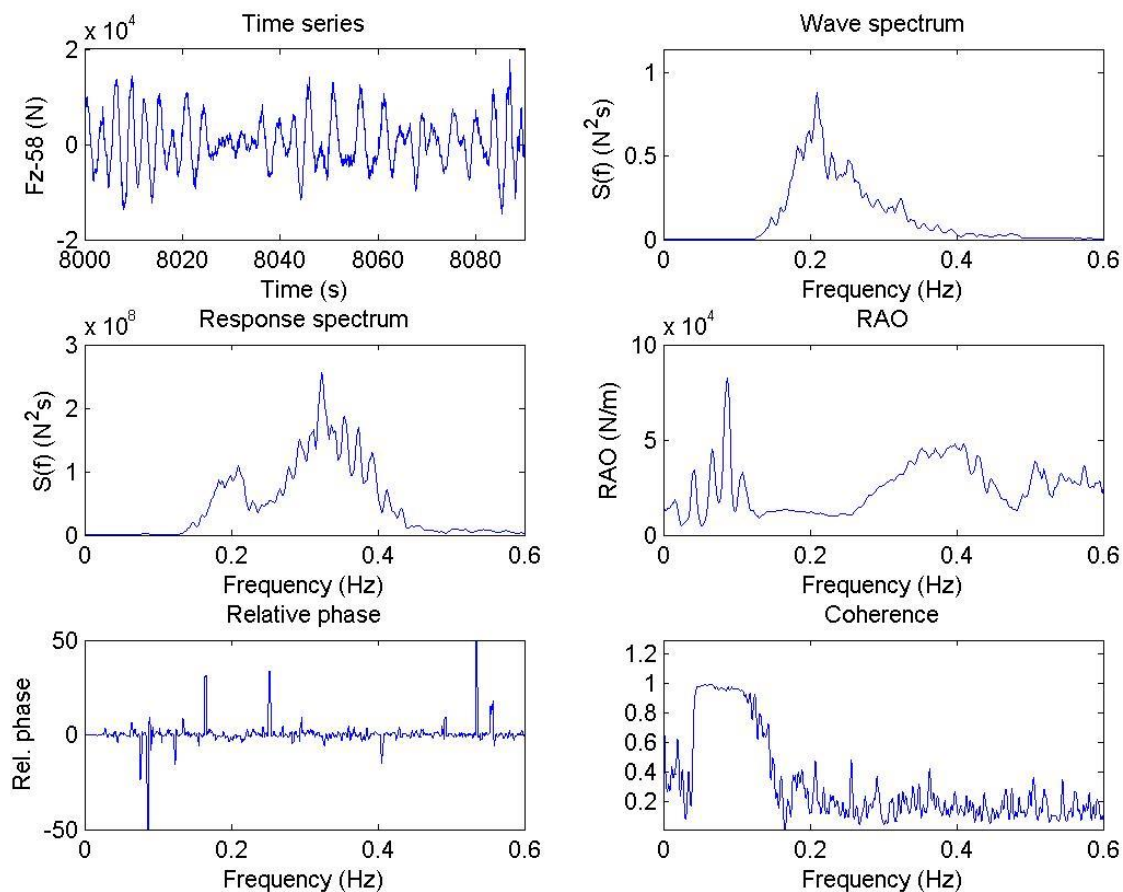 Time series
x 10^4
2
0
-2
Fz-58 (N)
8000 8020 8040 8060 8080
Time (s)
Wave spectrum
1
0.5
0
S(f) (N^2s)
0 0.2 0.4 0.6
Frequency (Hz)
Response spectrum
x 10^8
3
2
1
0
S(f) (N^2s)
0 0.2 0.4 0.6
Frequency (Hz)
RAO
x 10^4
10
5
0
RAO (N/m)
0 0.2 0.4 0.6
Frequency (Hz)
Relative phase
50
0
-50
Rel. phase
0 0.2 0.4 0.6
Frequency (Hz)
Coherence
1.2
1
0.8
0.6
0.4
0.2
0 0.2 0.4 0.6
Frequency (Hz)